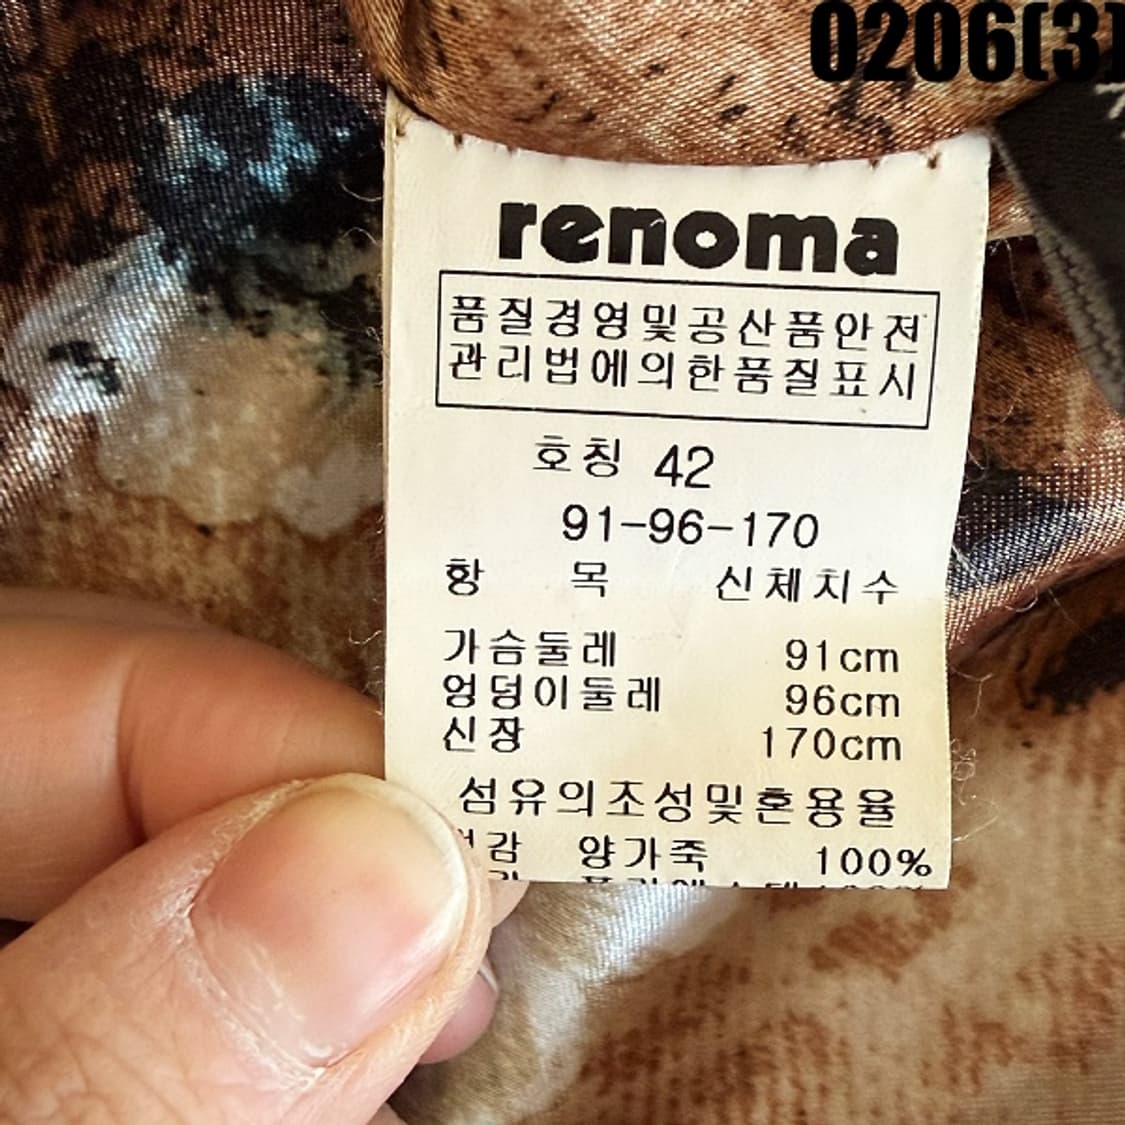 0206(3)
renoma
품질경영및공산품안전
관리법에의한품질표시
호칭 42
91-96-170
항 목 신체치수
가슴둘레 91cm
엉덩이둘레 96cm
신장 170cm
섬유의조성및혼용율
양가죽 100%